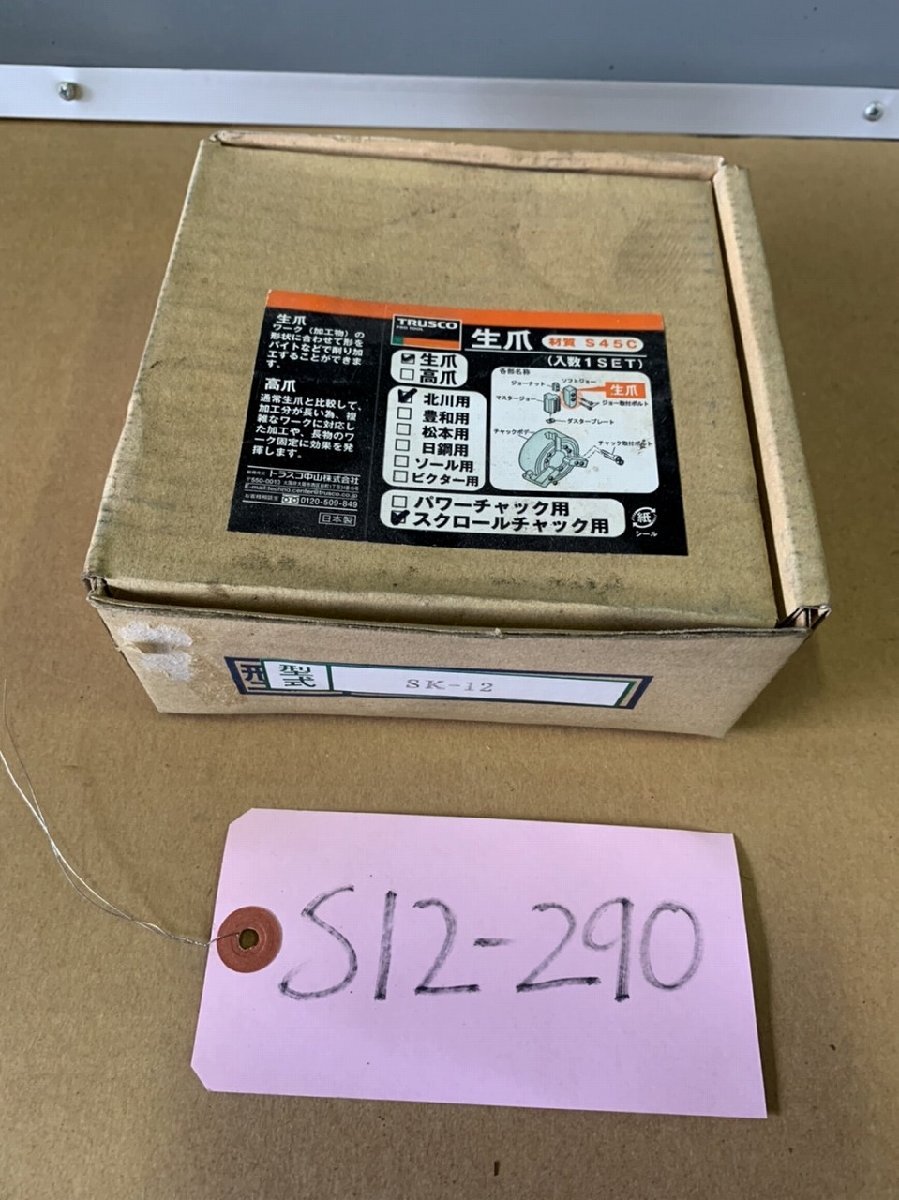 生爪
ワーク(加工物)の
形状に合わせて形を
バイトなどで削り加
工することができま
す。
高爪
通常生爪と比較して、
加工分が長い為、複
雑なワークに対応し
た加工や、長物のワ
ーク固定に効果を発
揮します。
トラスコ中山株式会社
0120-509-849
日本製
TRUSCO
生爪 材質 S45C
(入数1SET)
生爪
高爪
北川用
豊和用
松本用
日鋼用
ソール用
ビクター用
パワーチャック用
スクロールチャック用
各部名称
ジョーナット
ソフトジョー
生爪
マスタージョー
ジョー取付ボルト
ダスタープレート
チャックボデー
チャック取付ボルト
紙
シール
型式
SK-12
S12-290